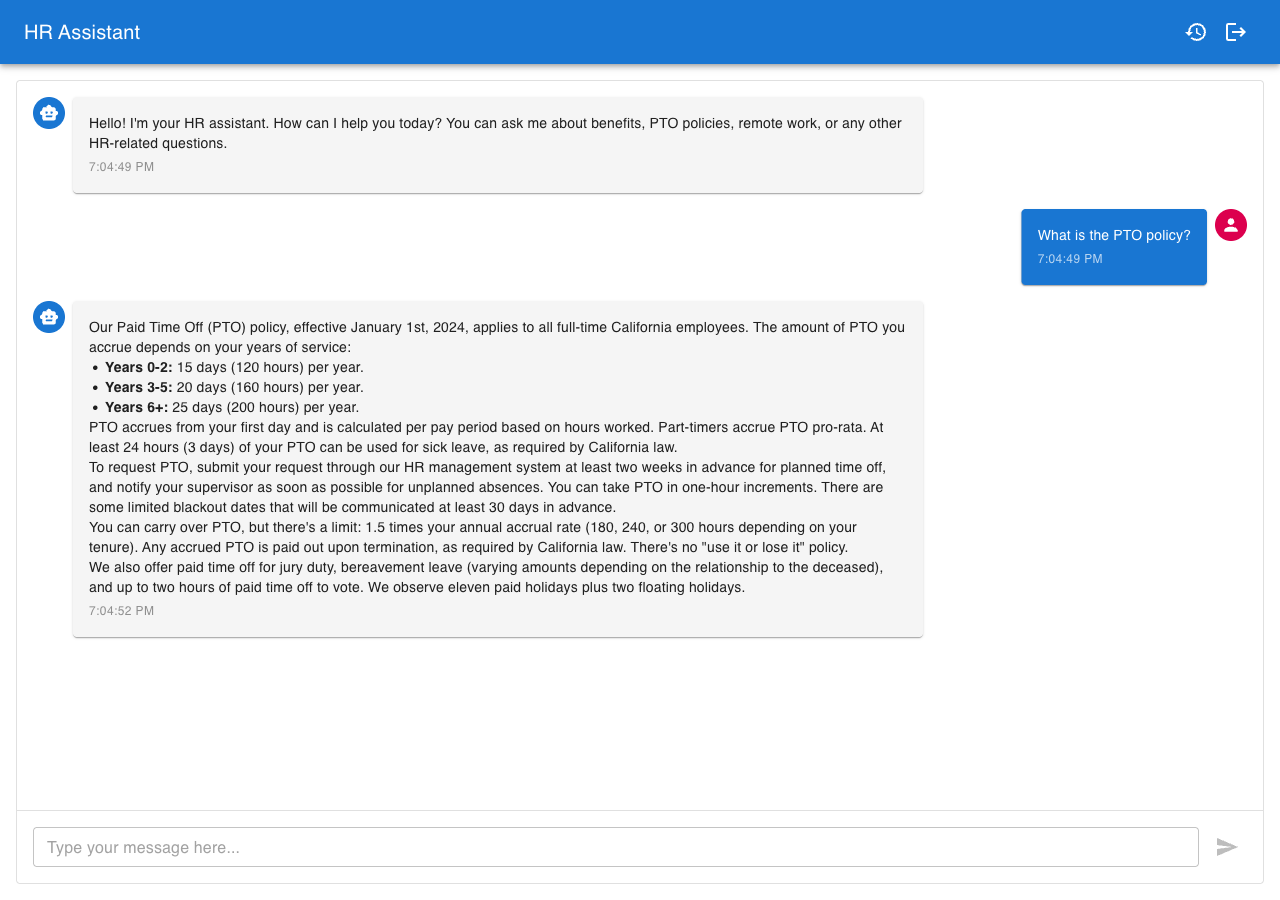 HR Assistant
Hello! I'm your HR assistant. How can I help you today? You can ask me about benefits, PTO policies, remote work, or any other
HR-related questions.
7:04:49 PM
What is the PTO policy?
7:04:49 PM
Our Paid Time Off (PTO) policy, effective January 1st, 2024, applies to all full-time California employees. The amount of PTO you
accrue depends on your years of service:
• Years 0-2: 15 days (120 hours) per year.
• Years 3-5: 20 days (160 hours) per year.
• Years 6+: 25 days (200 hours) per year.
PTO accrues from your first day and is calculated per pay period based on hours worked. Part-timers accrue PTO pro-rata. At
least 24 hours (3 days) of your PTO can be used for sick leave, as required by California law.
To request PTO, submit your request through our HR management system at least two weeks in advance for planned time off,
and notify your supervisor as soon as possible for unplanned absences. You can take PTO in one-hour increments. There are
some limited blackout dates that will be communicated at least 30 days in advance.
You can carry over PTO, but there's a limit: 1.5 times your annual accrual rate (180, 240, or 300 hours depending on your
tenure). Any accrued PTO is paid out upon termination, as required by California law. There's no "use it or lose it" policy.
We also offer paid time off for jury duty, bereavement leave (varying amounts depending on the relationship to the deceased),
and up to two hours of paid time off to vote. We observe eleven paid holidays plus two floating holidays.
7:04:52 PM
Type your message here...